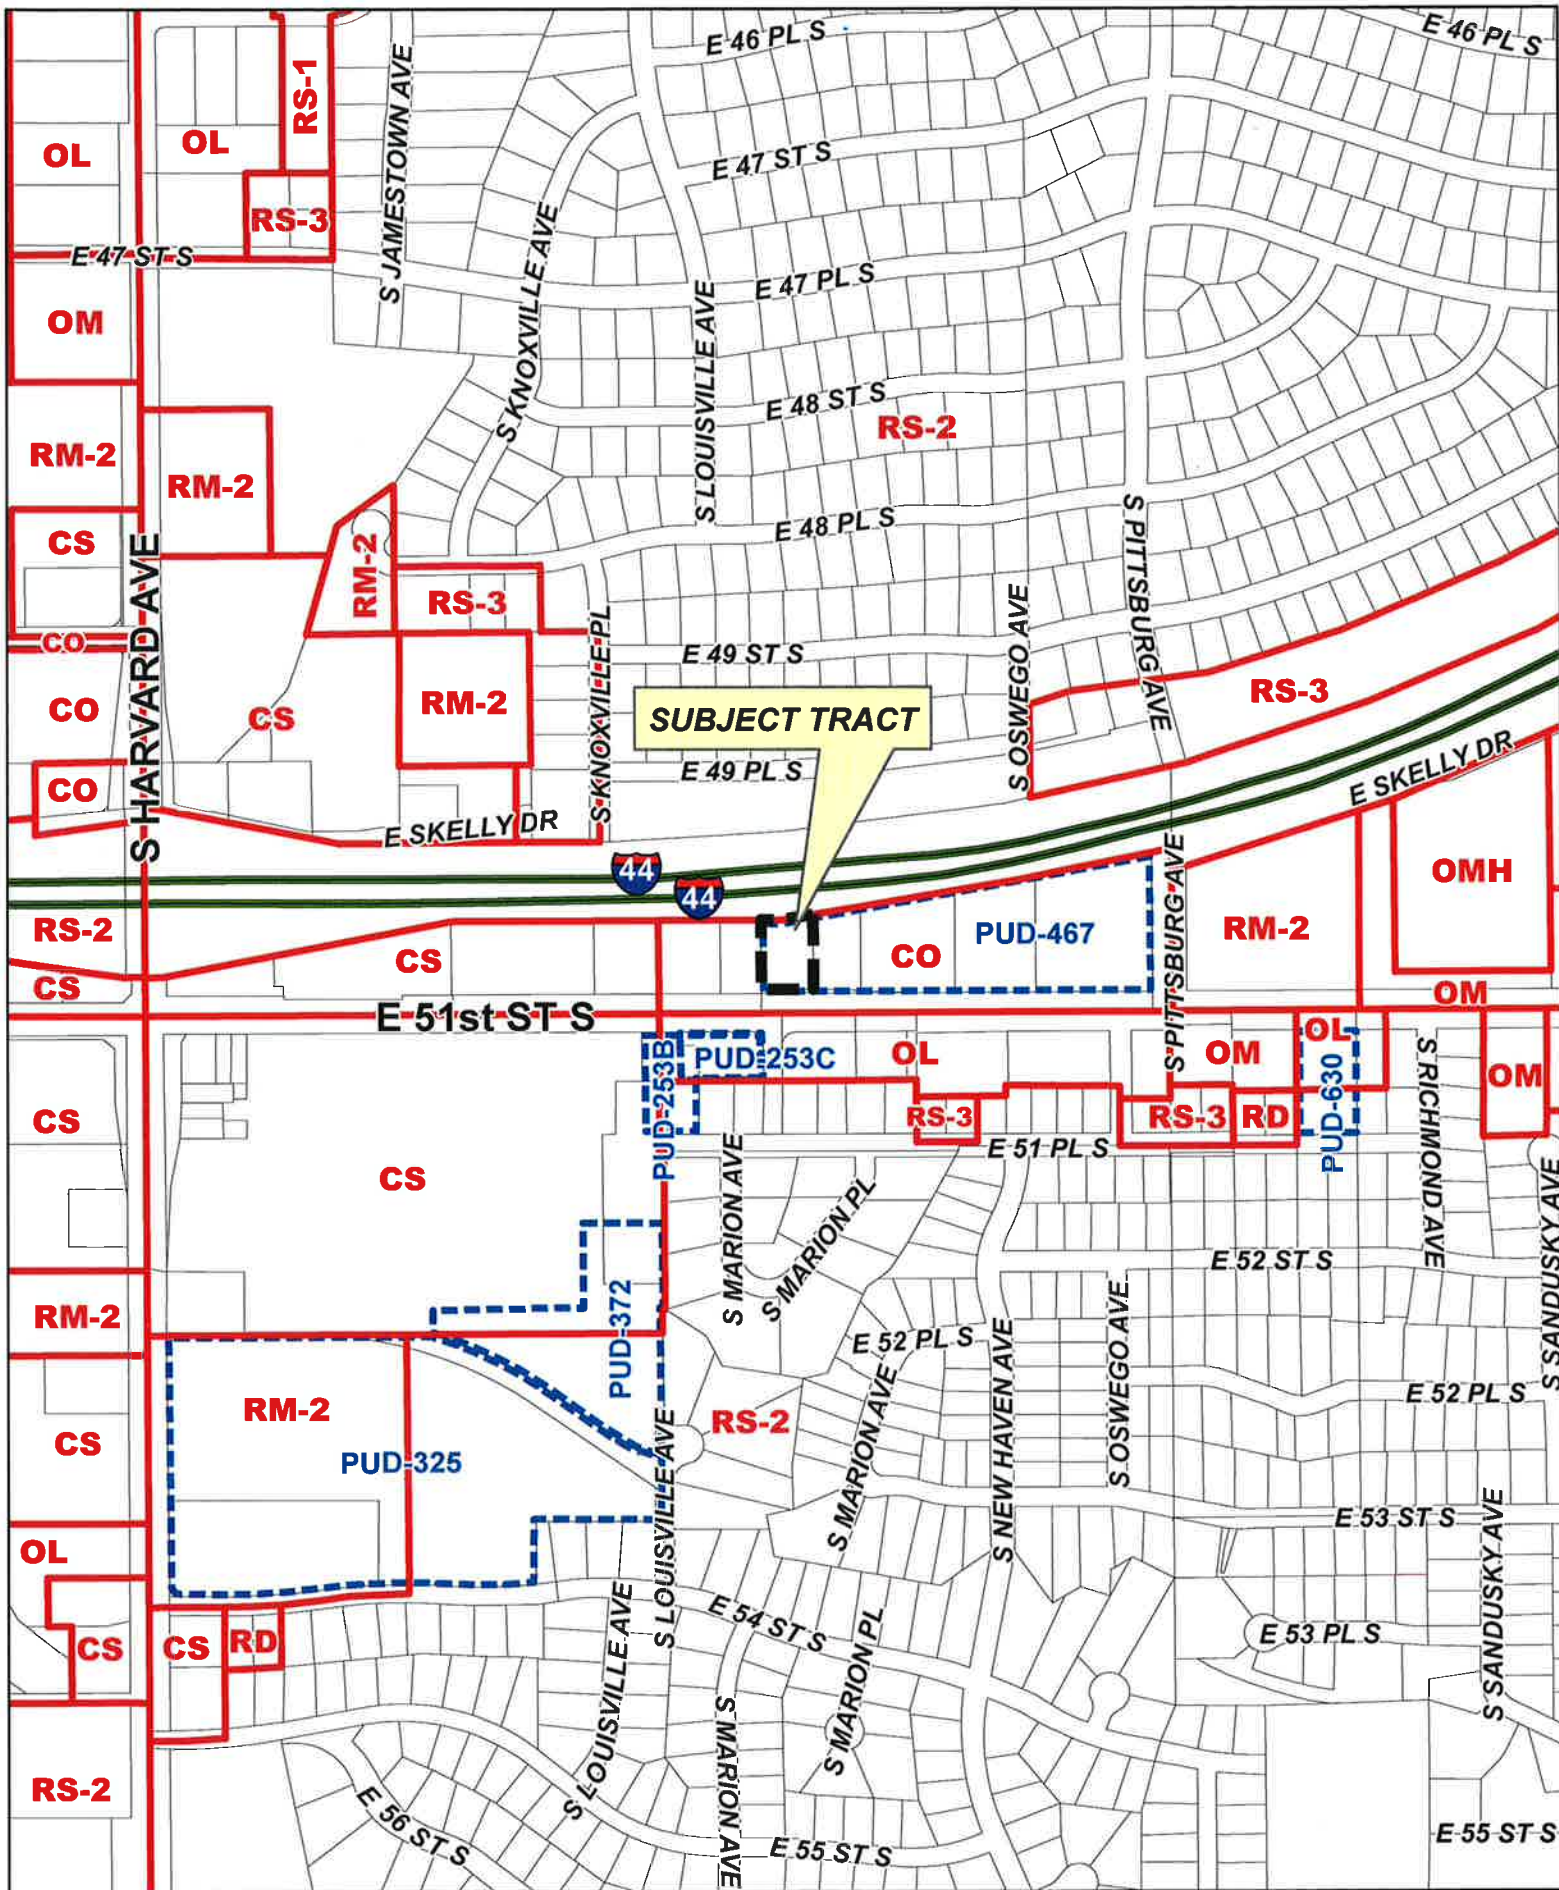 E 46 PL S
E 46 PL S
RS-1
S JAMESTOWN AVE
OL
OL
E 47 ST S
RS-3
E 47 ST S
S KNOXVILLE AVE
E 47 PL S
OM
S LOUISVILLE AVE
E 48 ST S
RS-2
RM-2
RM-2
E 48 PL S
S PITTSBURG AVE
CS
RM-2
RS-3
S HARVARD AVE
CO
S KNOXVILLE PL
E 49 ST S
S OSWEGO AVE
RS-3
CO
CS
RM-2
SUBJECT TRACT
E 49 PL S
E SKELLY DR
CO
E SKELLY DR
44
44
OMH
RS-2
CS
CO
PUD-467
S PITTSBURG AVE
RM-2
CS
OM
E 51st ST S
OL
PUD-253B
PUD-253C
OL
OM
PUD-630
OM
S RICHMOND AVE
CS
RS-3
RS-3
RD
E 51 PL S
CS
S MARION AVE
S MARION PL
S SANDUSKY AVE
E 52 ST S
RM-2
PUD-372
E 52 PL S
S NEW HAVEN AVE
S OSWEGO AVE
E 52 PL S
RM-2
RS-2
S MARION AVE
CS
PUD-325
S LOUISVILLE AVE
E 53 ST S
S SANDUSKY AVE
OL
S LOUISVILLE AVE
E 54 ST S
S MARION PL
E 53 PL S
CS
CS
RD
S MARION AVE
RS-2
E 56 ST S
E 55 ST S
E 55 ST S